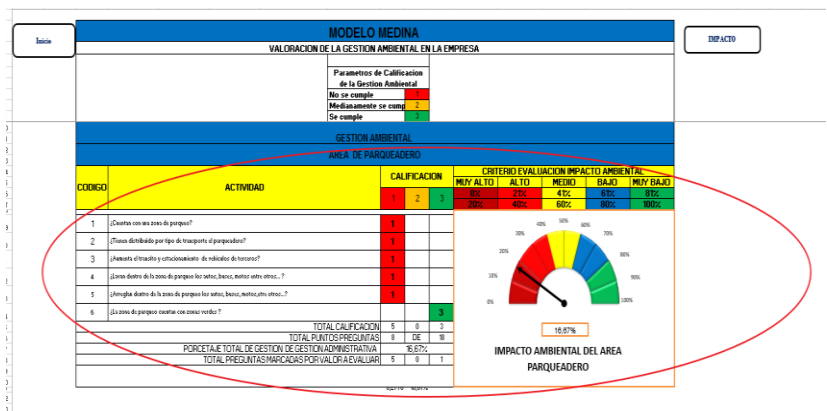 MODELO MEDINA
Inicio
IMPACTO
VALORACION DE LA GESTION AMBIENTAL EN LA EMPRESA
Parametros de Calificacion
de la Gestion Ambiental
No se cumple 1
Medianamente se cump 2
Se cumple 3
GESTION AMBIENTAL
AREA DE PARQUEADERO
CODIGO ACTIVIDAD CALIFICACION CRITERIO EVALUACION IMPACTO AMBIENTAL
MUY ALTO ALTO MEDIO BAJO MUY BAJO
1 2 3 0% 21% 41% 61% 81%
20% 40% 60% 80% 100%
1 ¿Cuentan con una zona de parqueo? 1
2 ¿Tienen distribuido por tipo de transporte el parqueadero? 1
3 ¿Aumenta el transito y estacionamiento de vehiculos de terceros? 1
4 ¿Lavan dentro de la zona de parqueo los autos, buses, motos entre otros... ? 1
5 ¿Arreglan dentro de la zona de parqueo los autos, buses, motos,otro otros...? 1
6 ¿La zona de parqueo cuentan con zonas verdes ? 3
TOTAL CALIFICACION 5 0 3
TOTAL PUNTOS PREGUNTAS 8 DE 18
PORCETAJE TOTAL DE GESTION DE GESTION ADMINISTRATIVA 16,67%
TOTAL PREGUNTAS MARCADAS POR VALOR A EVALUAR 5 0 1
0% 10% 20% 30% 40% 50% 60% 70% 80% 90% 100%
16,67%
IMPACTO AMBIENTAL DEL AREA
PARQUEADERO